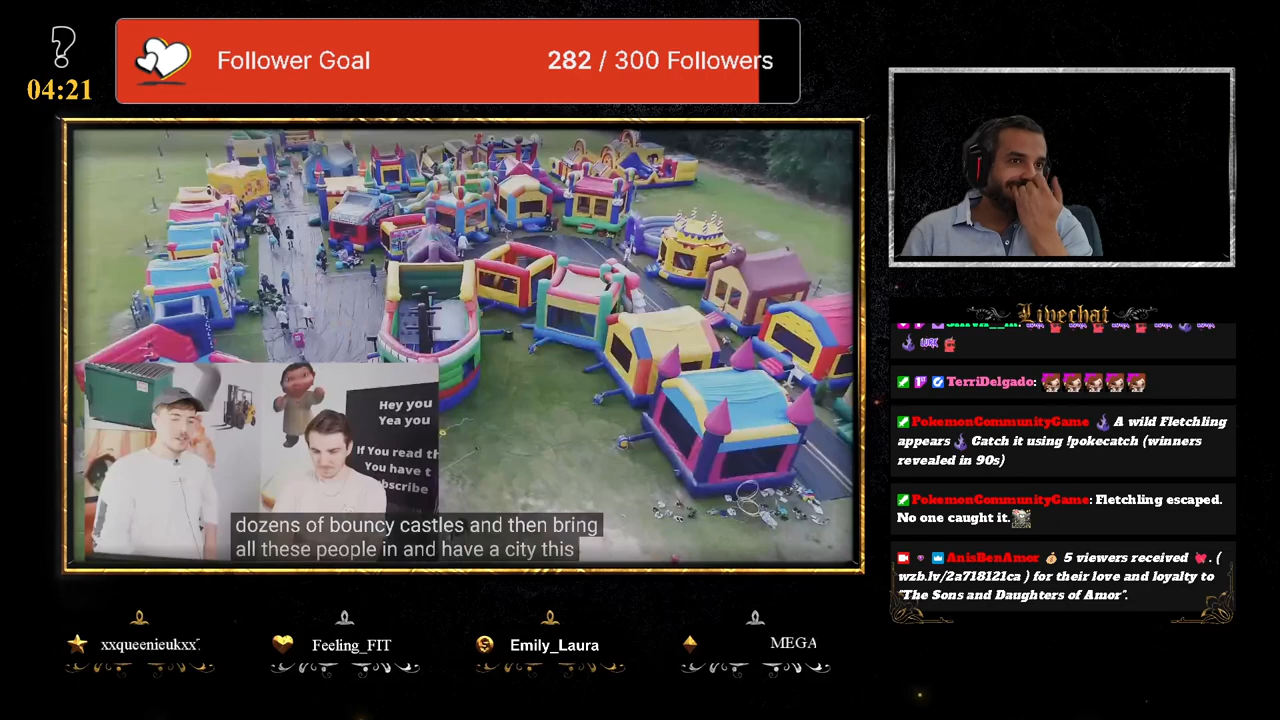 Follower Goal
282 / 300 Followers
04:21
Hey you
Yea you
If You read th
You have t
bscribe
dozens of bouncy castles and then bring
all these people in and have a city this
Livechat
LURK
TerriDelgado:
PokemonCommunityGame A wild Fletchling
appears Catch it using !pokecatch (winners
revealed in 90s)
PokemonCommunityGame: Fletchling escaped.
No one caught it.
AnisBenAmor 5 viewers received . (
wzb.lv/2a718121ca ) for their love and loyalty to
"The Sons and Daughters of Amor".
xxqueenieukxx
Feeling_FIT
Emily_Laura
MEGA